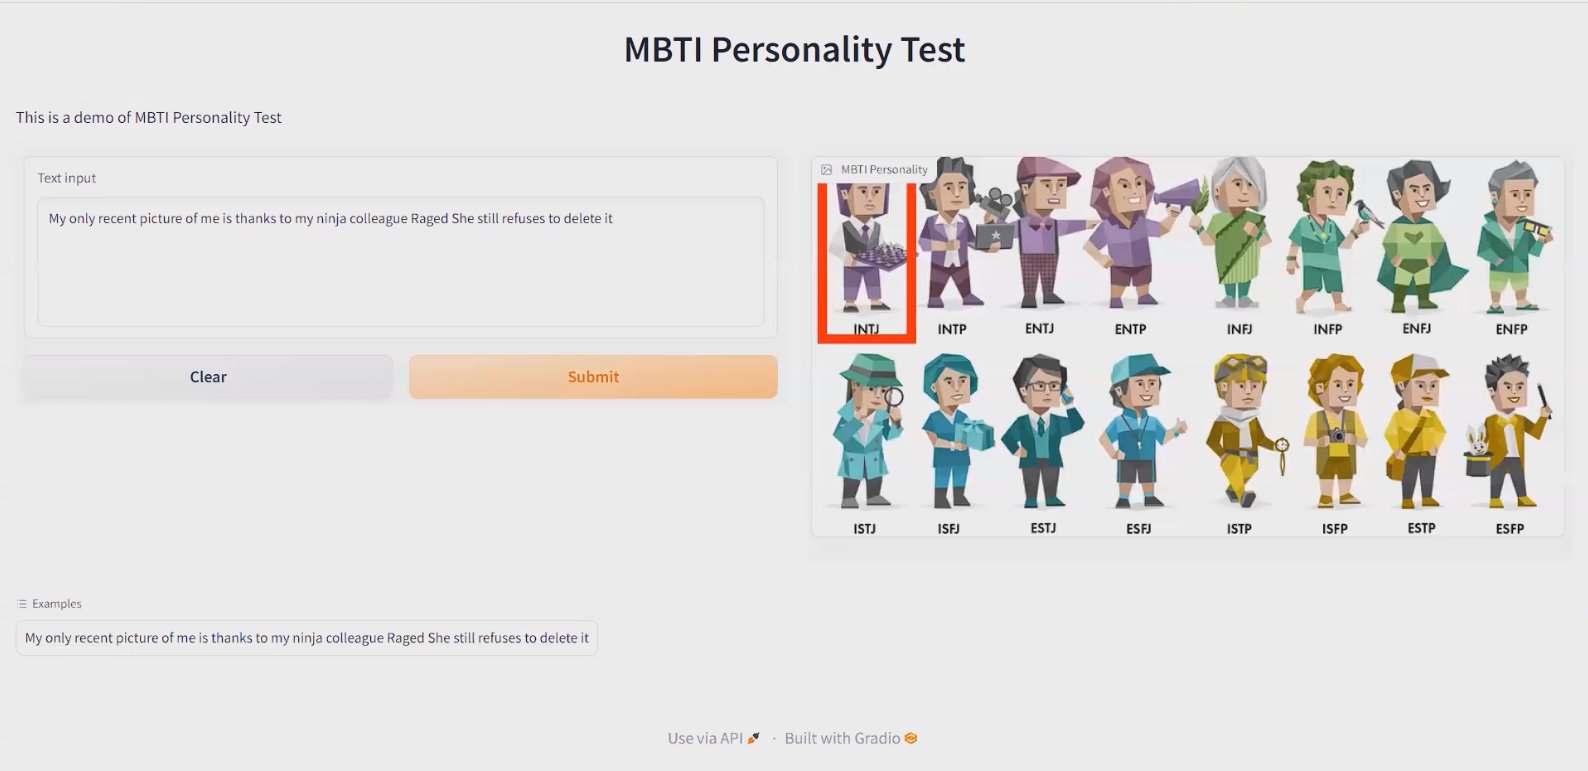 MBTI Personality Test
This is a demo of MBTI Personality Test
Text input
My only recent picture of me is thanks to my ninja colleague Raged She still refuses to delete it
Clear
Submit
MBTI Personality
INTJ
INTP
ENTJ
ENTP
INFJ
INFP
ENFJ
ENFP
ISTJ
ISFJ
ESTJ
ESFJ
ISTP
ISFP
ESTP
ESFP
Examples
My only recent picture of me is thanks to my ninja colleague Raged She still refuses to delete it
Use via API · Built with Gradio